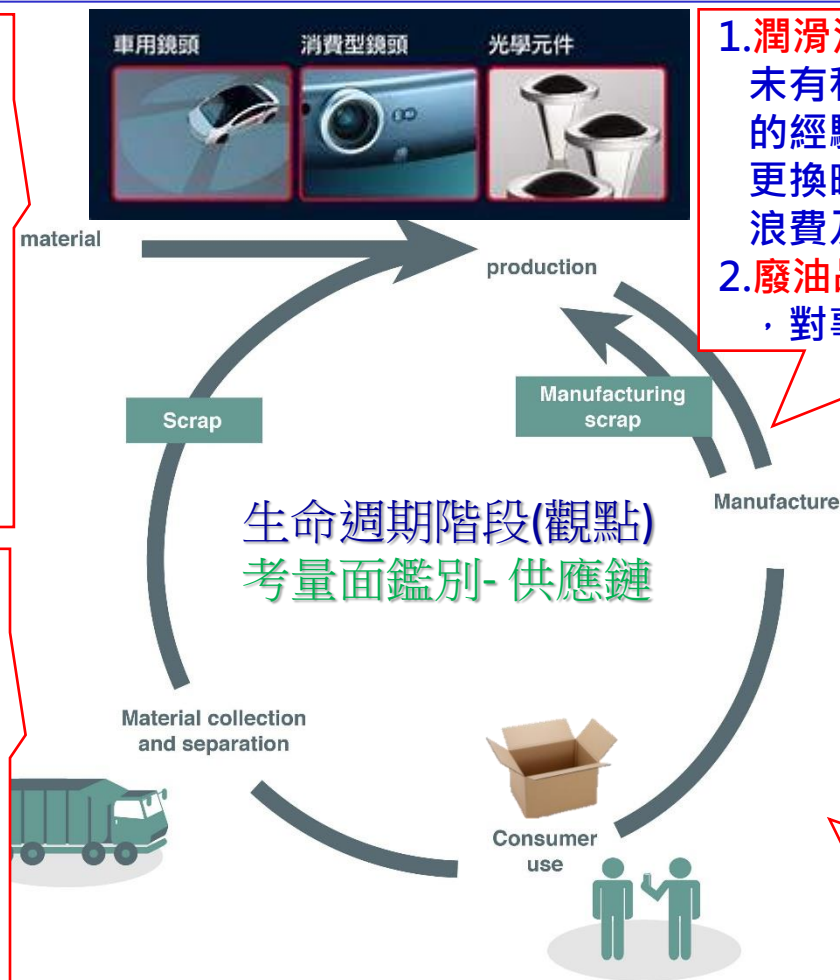 車用鏡頭 消費型鏡頭 光學元件
1.潤滑
未有
的經
更換
浪費
2.廢油
，對
material
production
Scrap
Manufacturing
scrap
Manufacture
生命週期階段(觀點)
考量面鑑別- 供應鏈
Material collection
and separation
Consumer
use